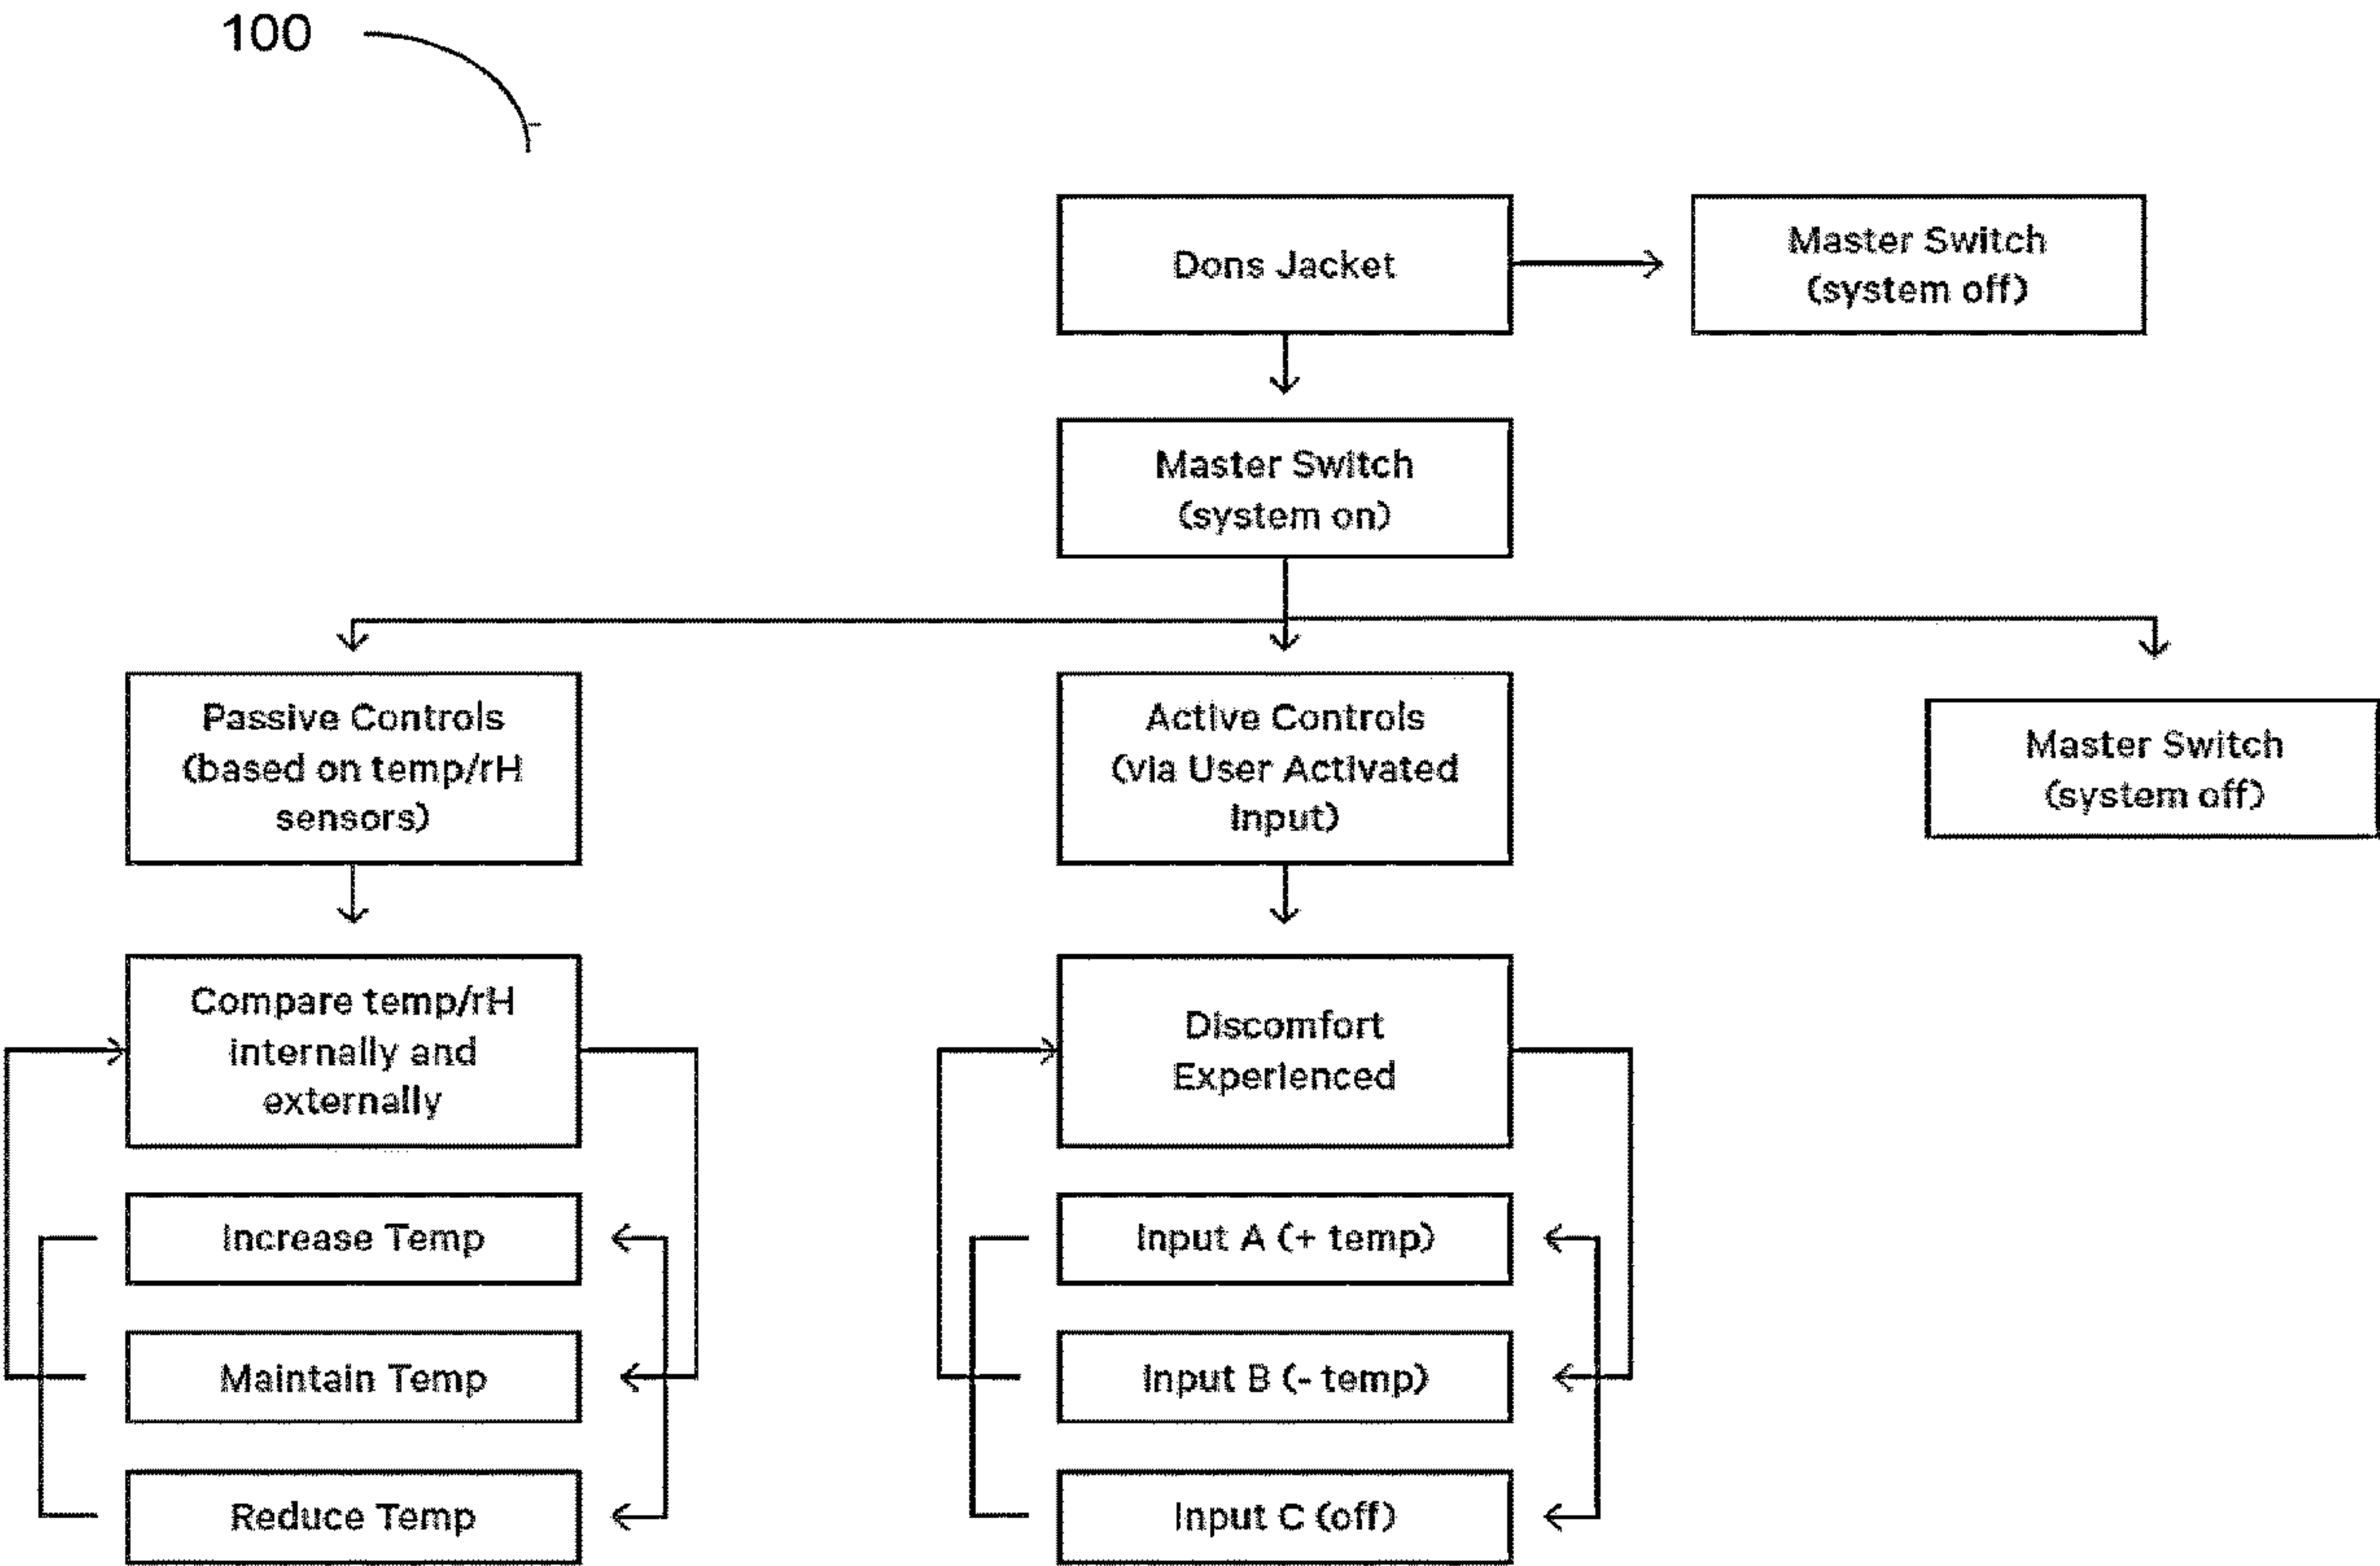 100
Dons Jacket
Master Switch
(system off)
Master Switch
(system on)
Passive Controls
(based on temp/rH
sensors)
Active Controls
(via User Activated
Input)
Master Switch
(system off)
Compare temp/rH
internally and
externally
Discomfort
Experienced
Increase Temp
Input A (+ temp)
Maintain Temp
Input B (- temp)
Reduce Temp
Input C (off)